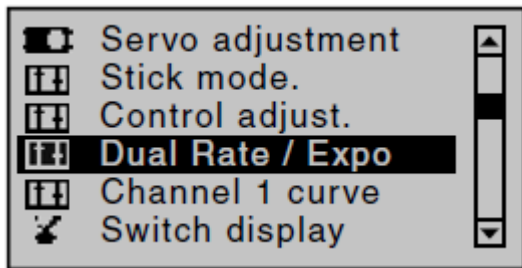 Servo adjustment
Stick mode.
Control adjust.
Dual Rate / Expo
Channel 1 curve
Switch display